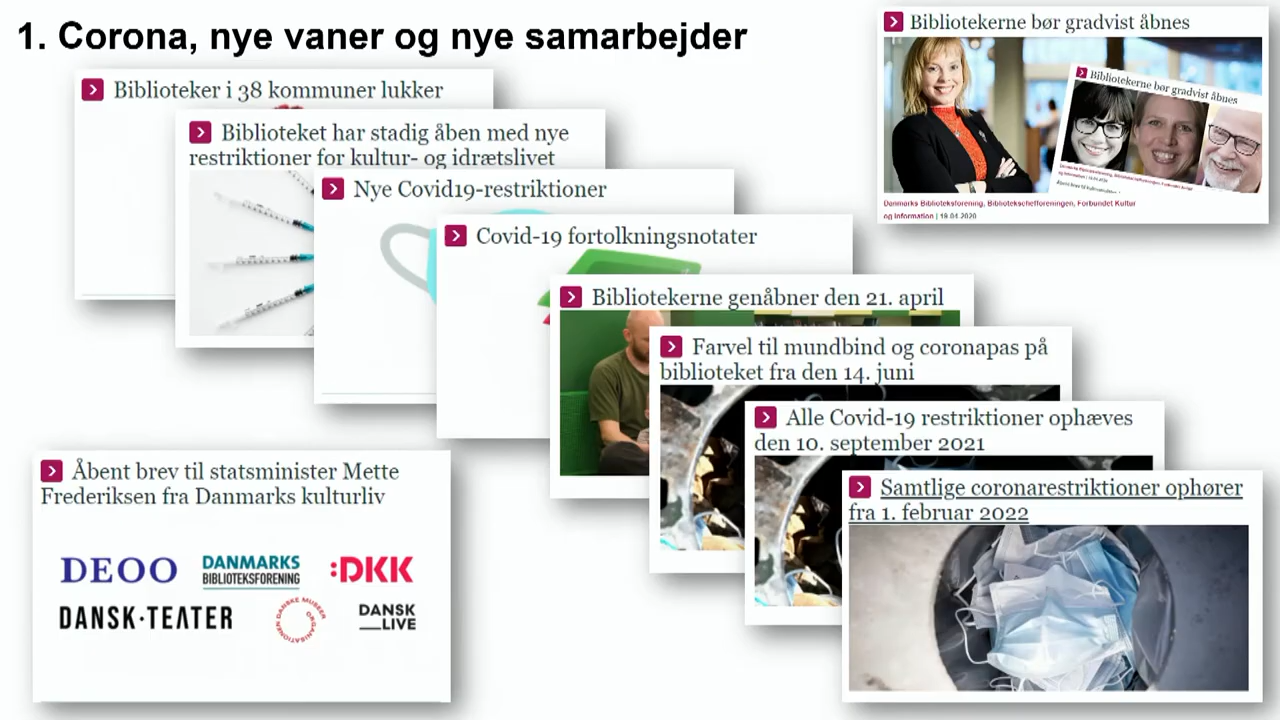 1. Corona, nye vaner og nye samarbejder
Bibliotekerne bør gradvist åbnes
Bibliotekerne bør gradvist åbnes
Danmarks Biblioteksforening, Bibliotekschefforeningen, Forbundet Kultur
og Information | 19.04.2020
Biblioteker i 38 kommuner lukker
Biblioteket har stadig åben med nye
restriktioner for kultur- og idrætslivet
Nye Covid19-restriktioner
Covid-19 fortolkningsnotater
Bibliotekerne genåbner den 21. april
Farvel til mundbind og coronapas på
biblioteket fra den 14. juni
Alle Covid-19 restriktioner ophæves
den 10. september 2021
Samtlige coronarestriktioner ophører
fra 1. februar 2022
Åbent brev til statsminister Mette
Frederiksen fra Danmarks kulturliv
DEOO
DANMARKS
BIBLIOTEKSFORENING
:DKK
DANSK·TEATER
ORGANISATIONEN DANSKE MUSEER
DANSK
LIVE